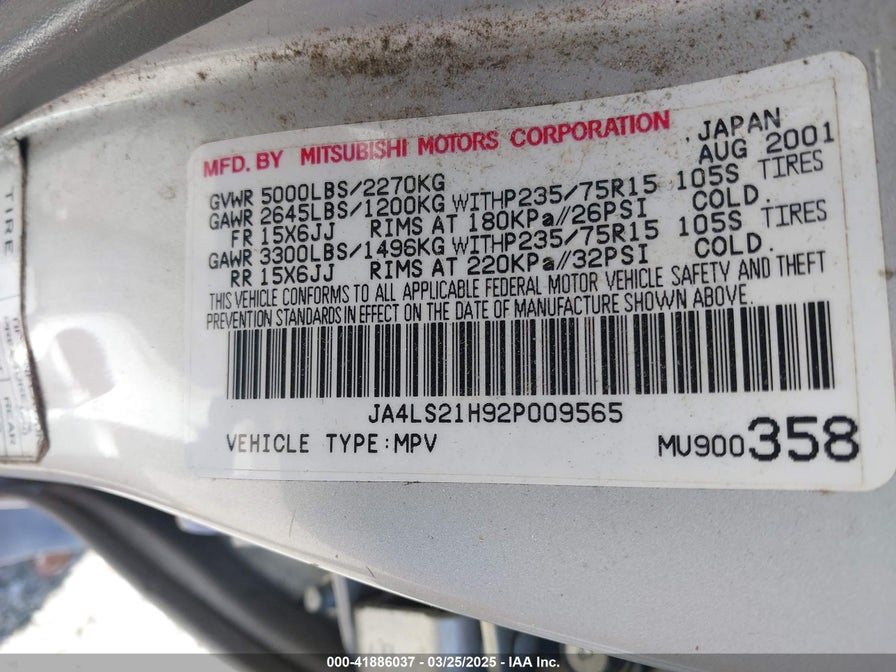 MFD. BY MITSUBISHI MOTORS CORPORATION JAPAN
AUG 2001
GVWR 5000LBS/2270KG
GAWR 2645LBS/1200KG WITHP235/75R15 105S TIRES
FR 15X6JJ RIMS AT 180KPa//26PSI COLD.
GAWR 3300LBS/1496KG WITHP235/75R15 105S TIRES
RR 15X6JJ RIMS AT 220KPa//32PSI COLD.
THIS VEHICLE CONFORMS TO ALL APPLICABLE FEDERAL MOTOR VEHICLE SAFETY AND THEFT
PREVENTION STANDARDS IN EFFECT ON THE DATE OF MANUFACTURE SHOWN ABOVE.
JA4LS21H92P009565
VEHICLE TYPE:MPV MU900358
TIRE
REAR
000-41886037 - 03/25/2025 - IAA Inc.